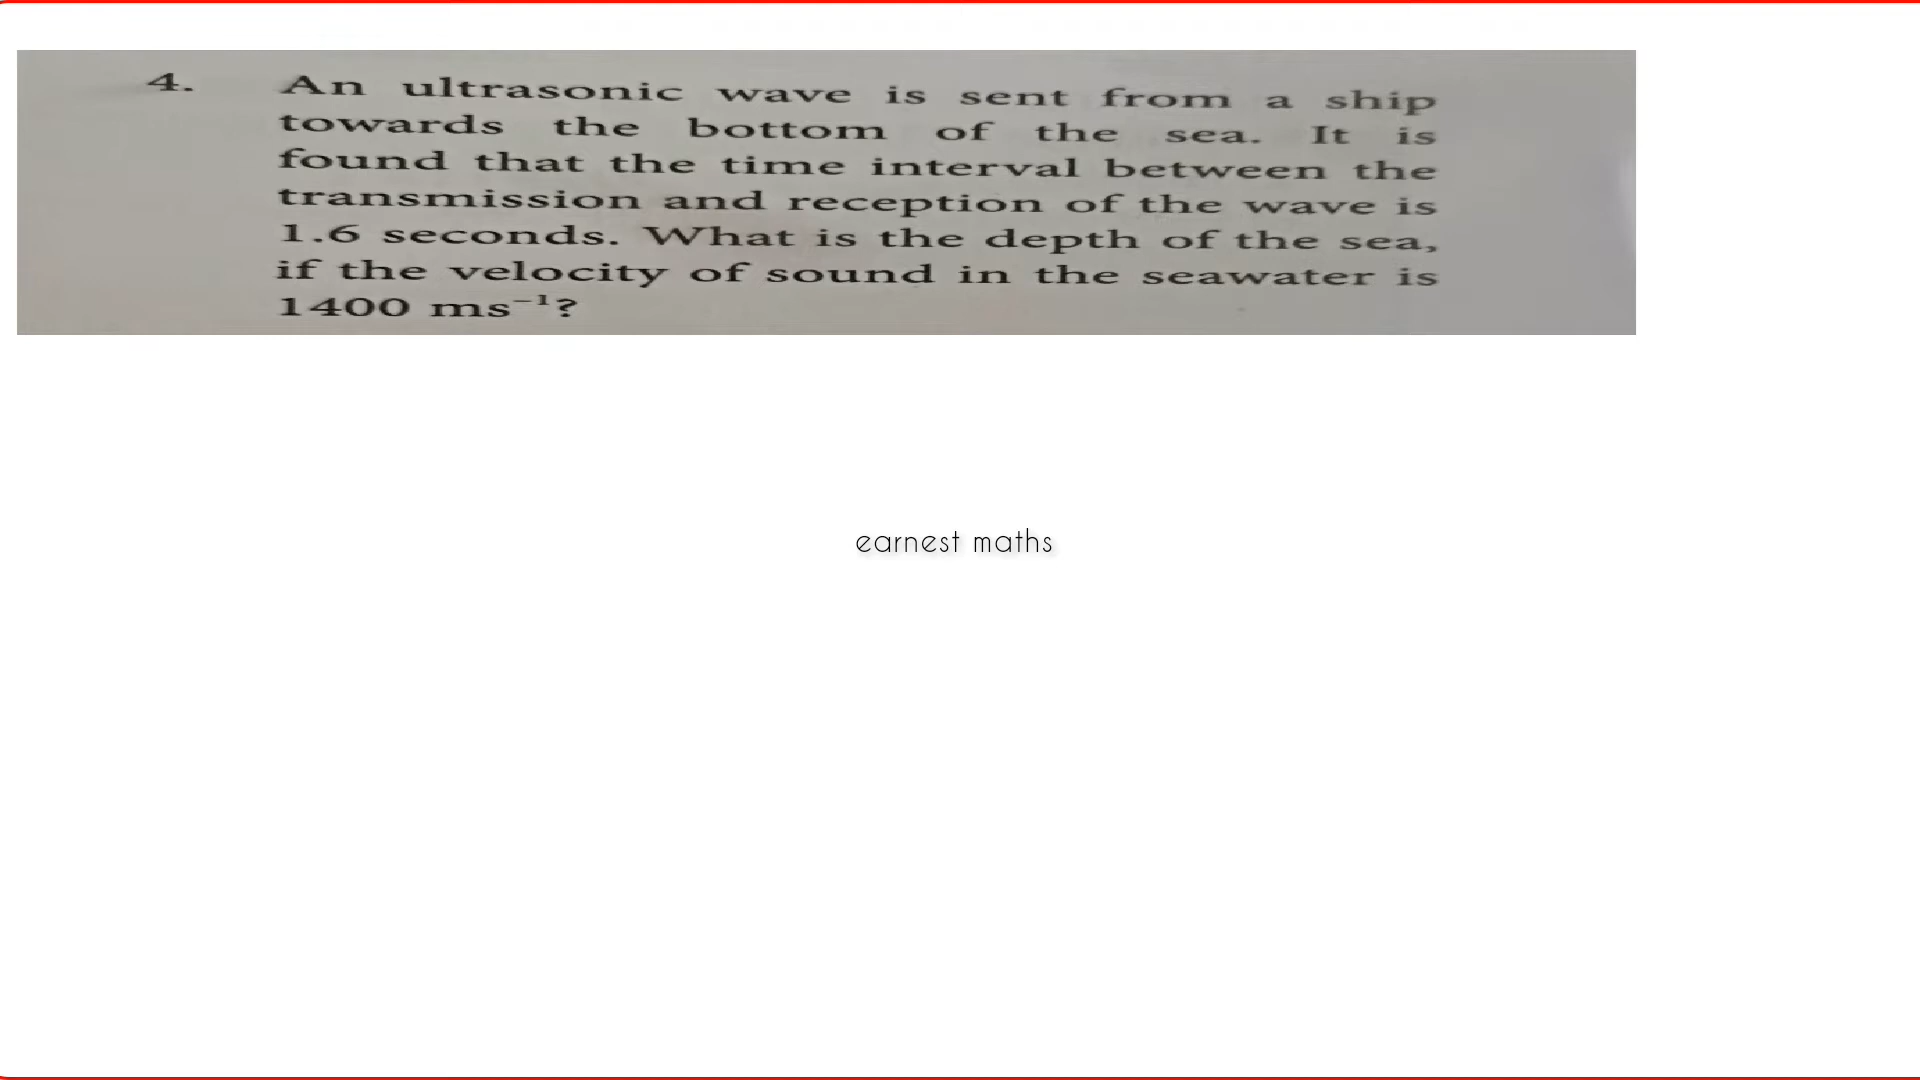 4. An ultrasonic wave is sent from a ship
towards the bottom of the sea. It is
found that the time interval between the
transmission and reception of the wave is
1.6 seconds. What is the depth of the sea,
if the velocity of sound in the seawater is
1400 ms⁻¹?
earnest maths